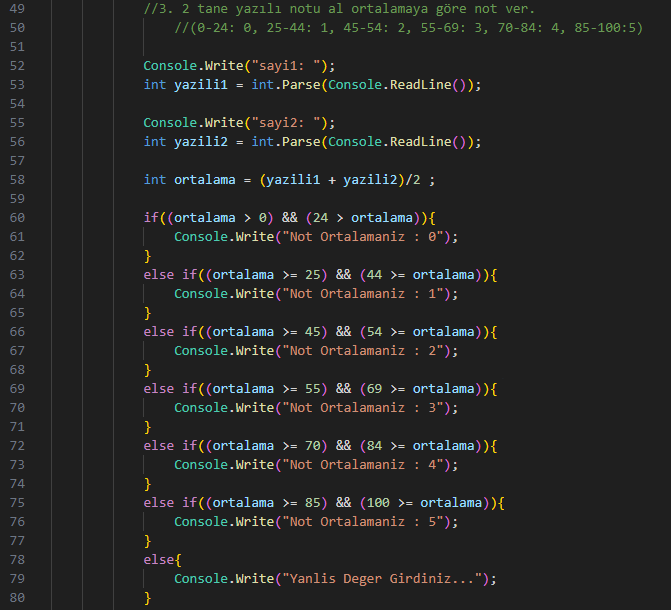 49 //3. 2 tane yazılı notu al ortalamaya göre not ver.
50 //(0-24: 0, 25-44: 1, 45-54: 2, 55-69: 3, 70-84: 4, 85-100:5)
51
52 Console.Write("sayi1: ");
53 int yazili1 = int.Parse(Console.ReadLine());
54
55 Console.Write("sayi2: ");
56 int yazili2 = int.Parse(Console.ReadLine());
57
58 int ortalama = (yazili1 + yazili2)/2 ;
59
60 if((ortalama > 0) && (24 > ortalama)){
61 Console.Write("Not Ortalamaniz : 0");
62 }
63 else if((ortalama >= 25) && (44 >= ortalama)){
64 Console.Write("Not Ortalamaniz : 1");
65 }
66 else if((ortalama >= 45) && (54 >= ortalama)){
67 Console.Write("Not Ortalamaniz : 2");
68 }
69 else if((ortalama >= 55) && (69 >= ortalama)){
70 Console.Write("Not Ortalamaniz : 3");
71 }
72 else if((ortalama >= 70) && (84 >= ortalama)){
73 Console.Write("Not Ortalamaniz : 4");
74 }
75 else if((ortalama >= 85) && (100 >= ortalama)){
76 Console.Write("Not Ortalamaniz : 5");
77 }
78 else{
79 Console.Write("Yanlis Deger Girdiniz...");
80 }